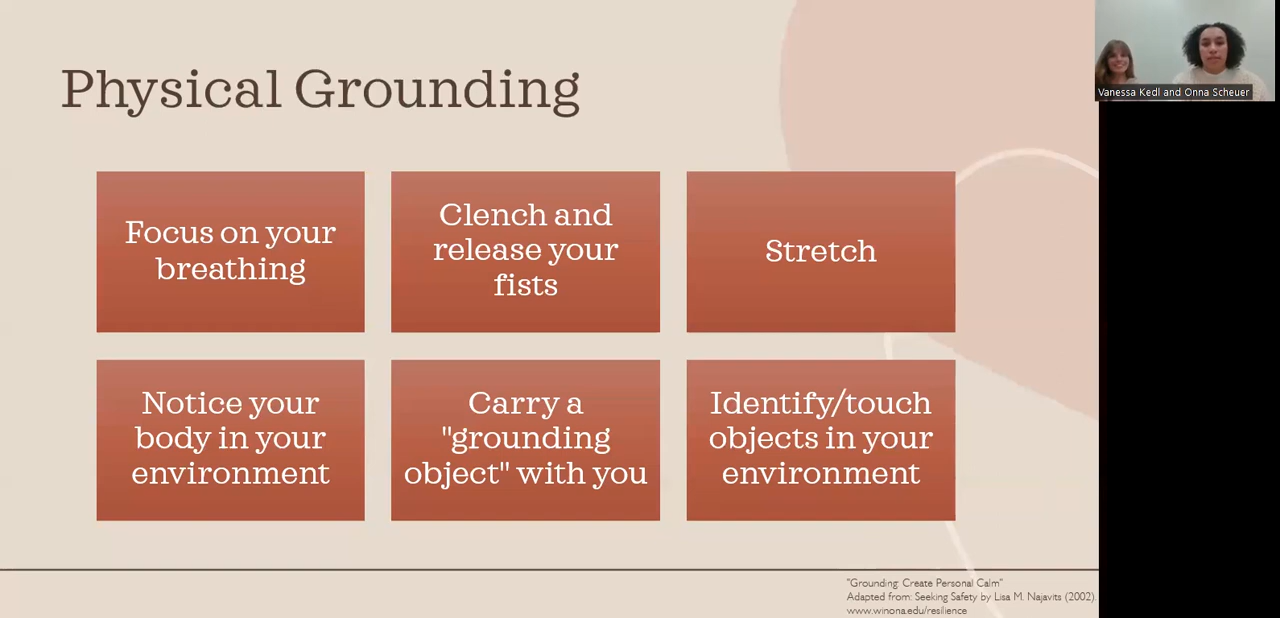 Physical Grounding
Vanessa Kedl and Onna Scheuer
Focus on your
breathing
Clench and
release your
fists
Stretch
Notice your
body in your
environment
Carry a
"grounding
object" with you
Identify/touch
objects in your
environment
"Grounding: Create Personal Calm"
Adapted from: Seeking Safety by Lisa M. Najavits (2002).
www.winona.edu/resilience